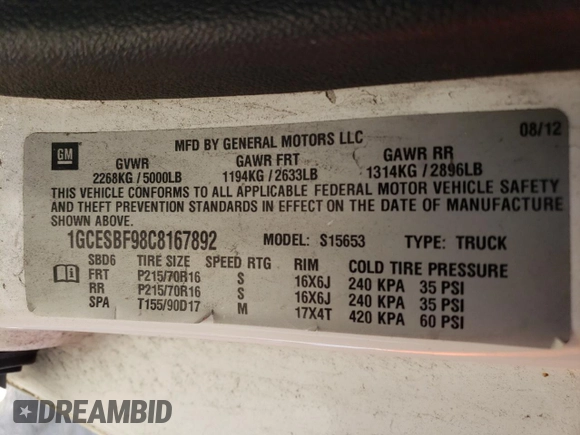 08/12
GM
MFD BY GENERAL MOTORS LLC
GVWR GAWR FRT GAWR RR
2268KG / 5000LB 1194KG / 2633LB 1314KG / 2896LB
THIS VEHICLE CONFORMS TO ALL APPLICABLE FEDERAL MOTOR VEHICLE SAFETY
AND THEFT PREVENTION STANDARDS IN EFFECT ON THE DATE OF MANUFACTURE
SHOWN ABOVE.
1GCESBF98C8167892 MODEL: S15653 TYPE: TRUCK
SBD6 TIRE SIZE SPEED RTG RIM COLD TIRE PRESSURE
FRT P215/70R16 S 16X6J 240 KPA 35 PSI
RR P215/70R16 S 16X6J 240 KPA 35 PSI
SPA T155/90D17 M 17X4T 420 KPA 60 PSI
DREAMBID